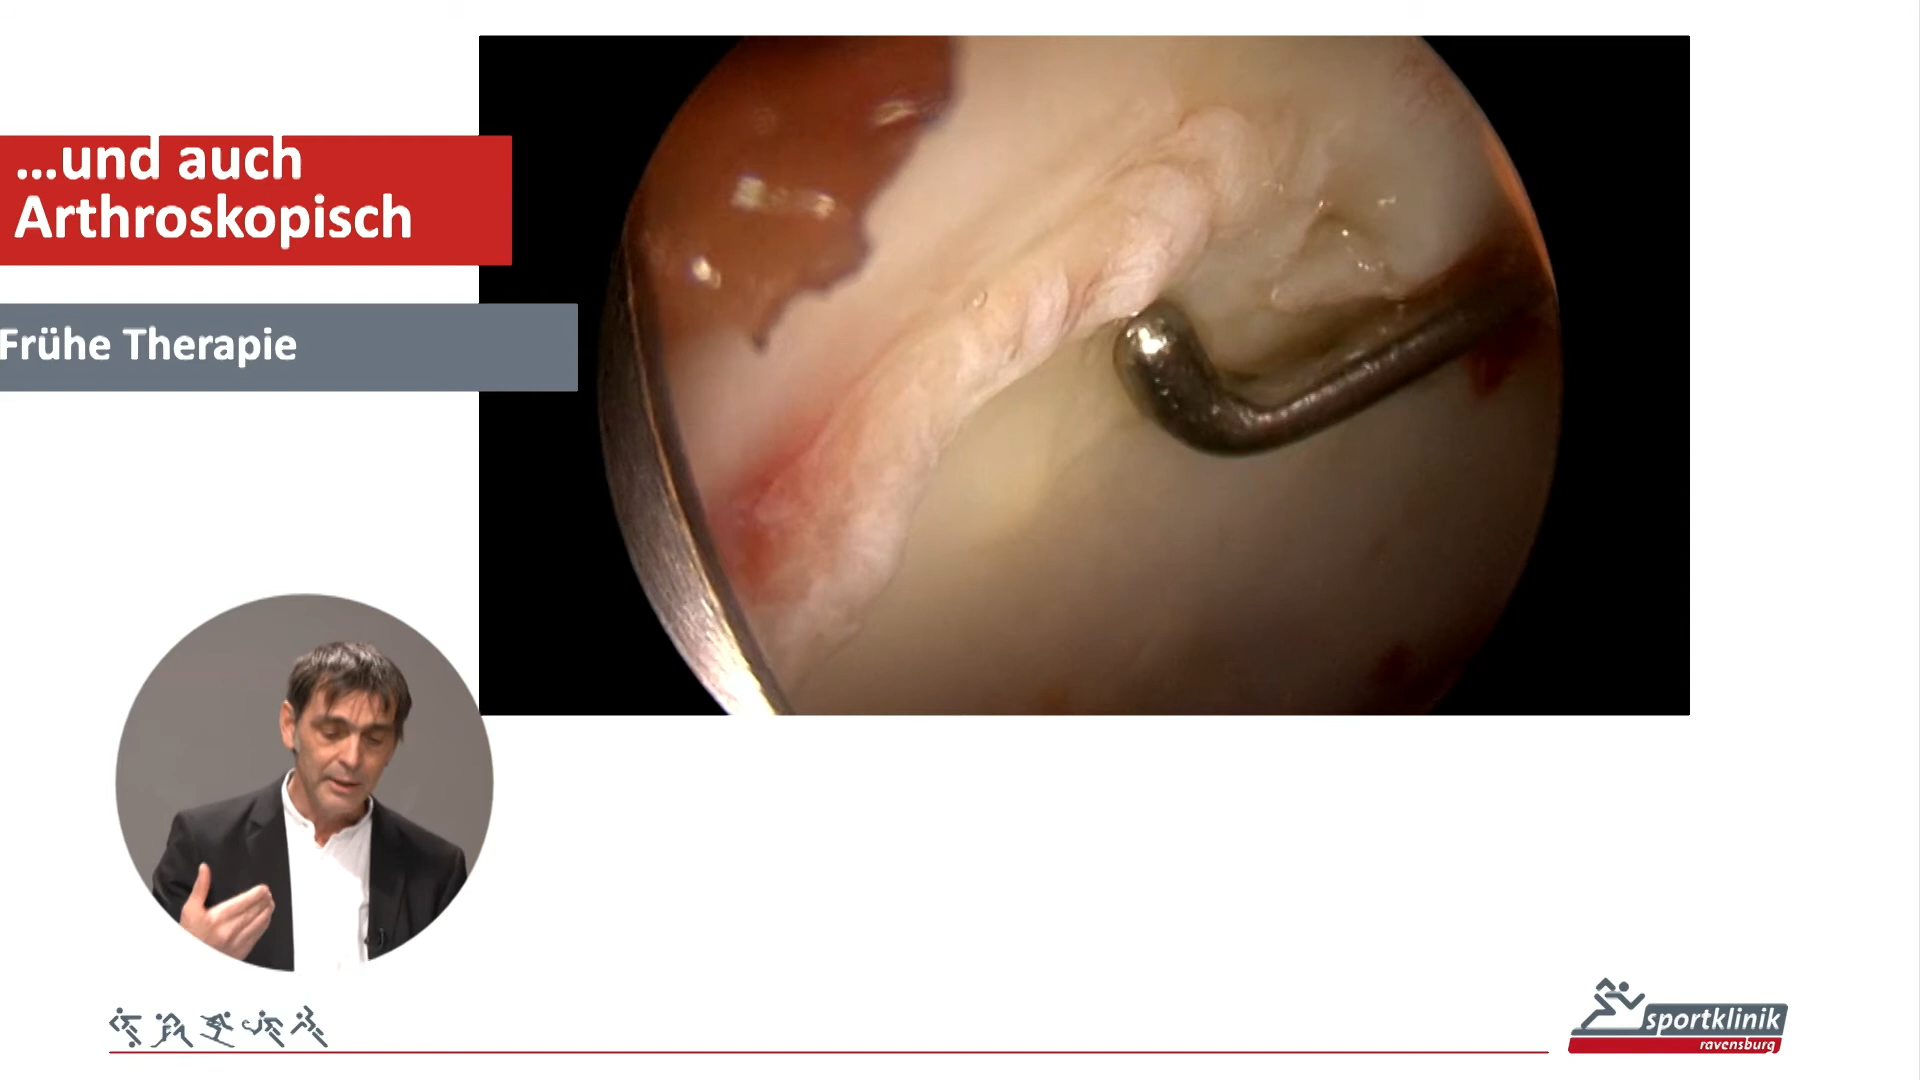 ...und auch
Arthroskopisch
Frühe Therapie
sportklinik
ravensburg